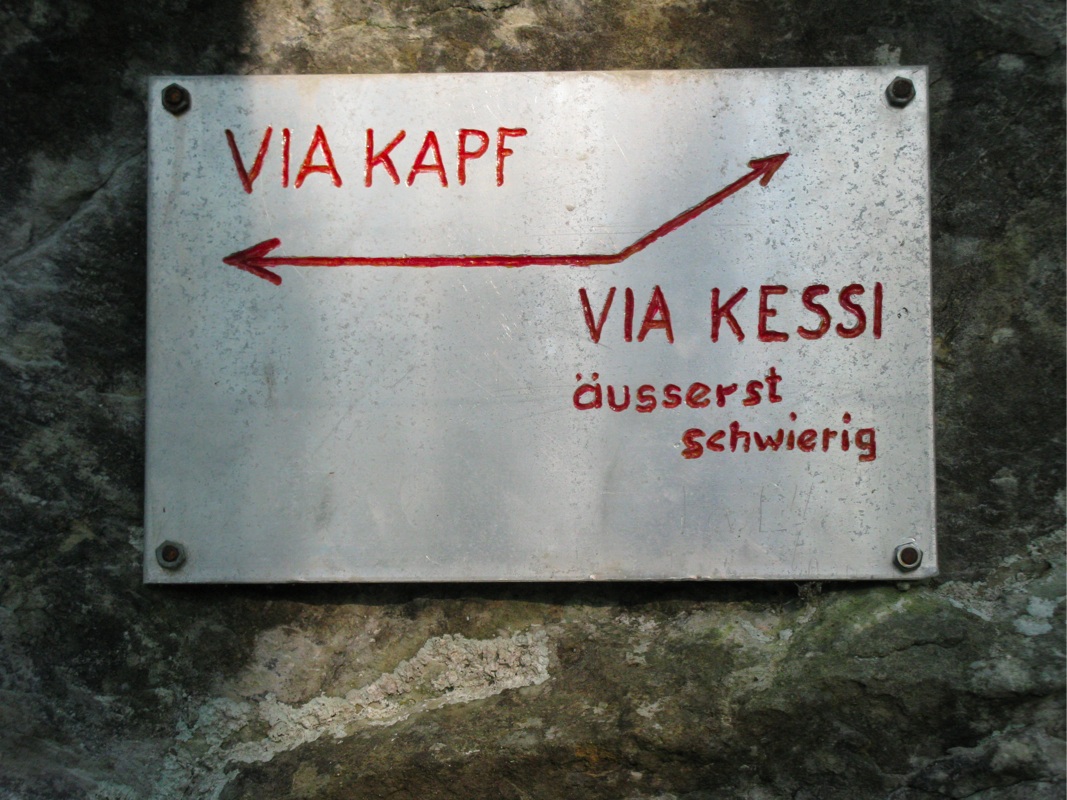 VIA KAPF
VIA KESSI
äusserst
schwierig